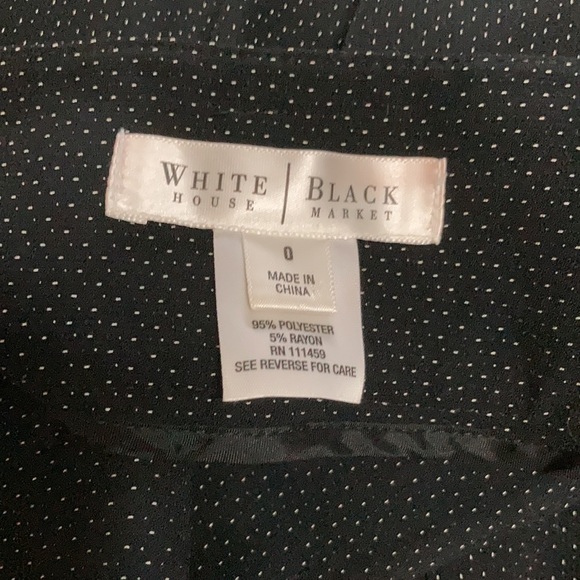 WHITE | BLACK
HOUSE MARKET
0
MADE IN
CHINA
95% POLYESTER
5% RAYON
RN 111459
SEE REVERSE FOR CARE